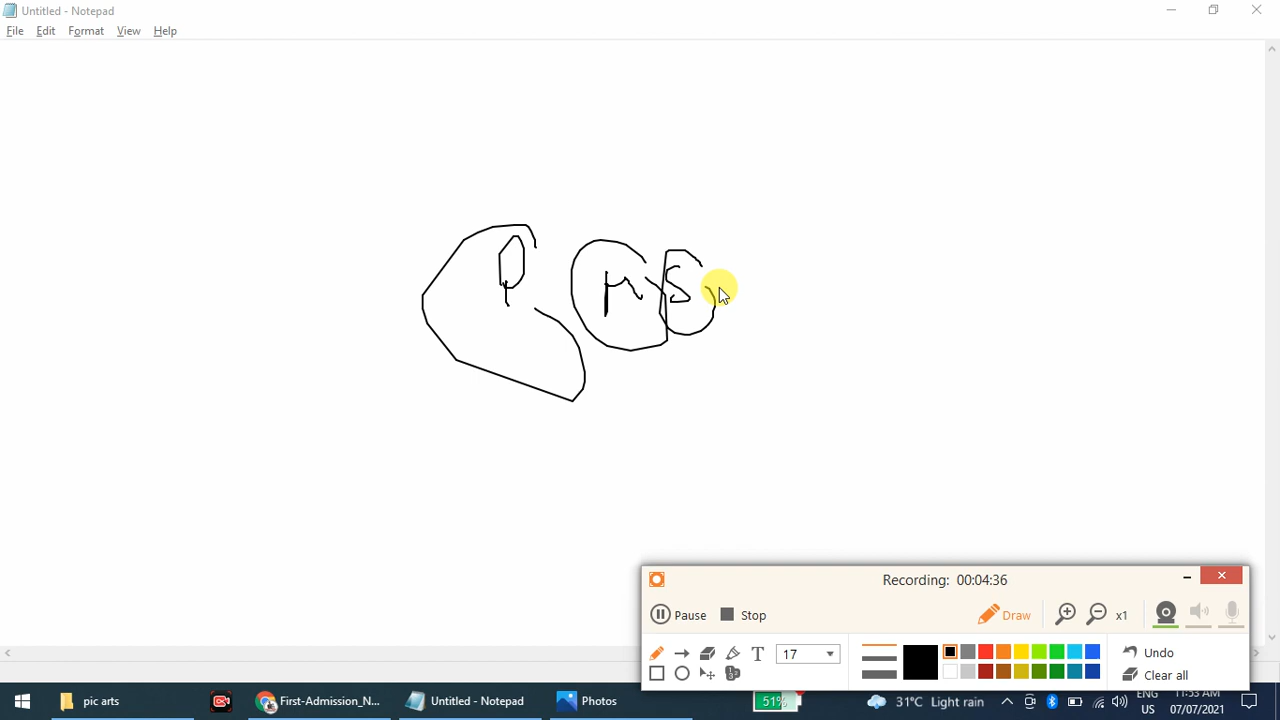 Untitled - Notepad
File Edit Format View Help
P M S
Recording: 00:04:36
Pause Stop Draw x1
T 17 Undo
Clear all
pic arts First-Admission_N... Untitled - Notepad Photos 51% 31°C Light rain ENG US 11:53 AM 07/07/2021